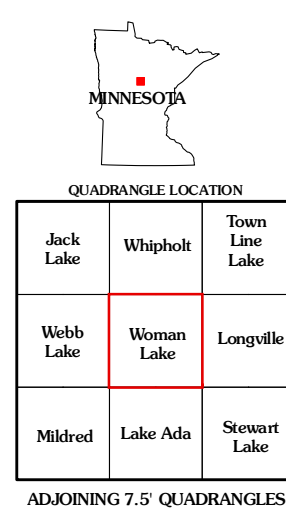 MINNESOTA
QUADRANGLE LOCATION
Jack
Lake
Whipholt
Town
Line
Lake
Webb
Lake
Woman
Lake
Longville
Mildred
Lake Ada
Stewart
Lake
ADJOINING 7.5' QUADRANGLES